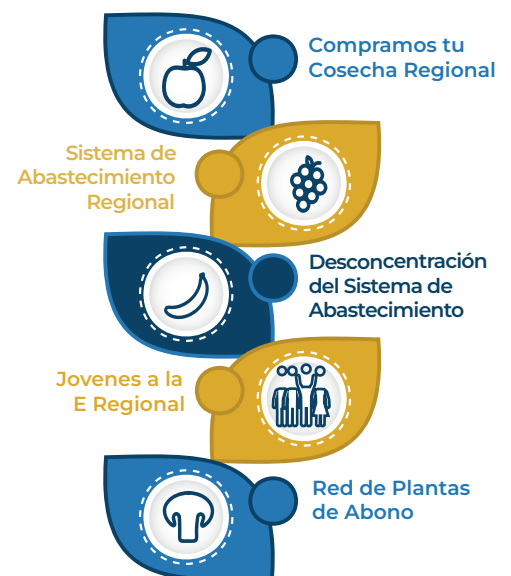 Compramos tu
Cosecha Regional
Sistema de
Abastecimiento
Regional
Desconcentración
del Sistema de
Abastecimiento
Jovenes a la
E Regional
Red de Plantas
de Abono